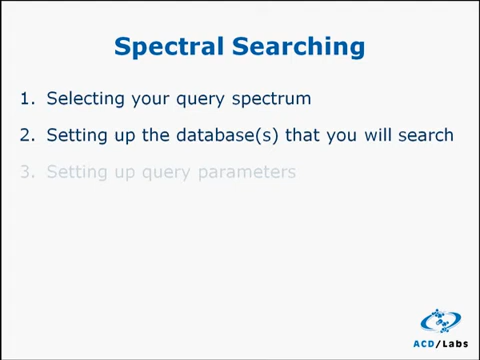 Spectral Searching
1. Selecting your query spectrum
2. Setting up the database(s) that you will search
3. Setting up query parameters
ACD/Labs